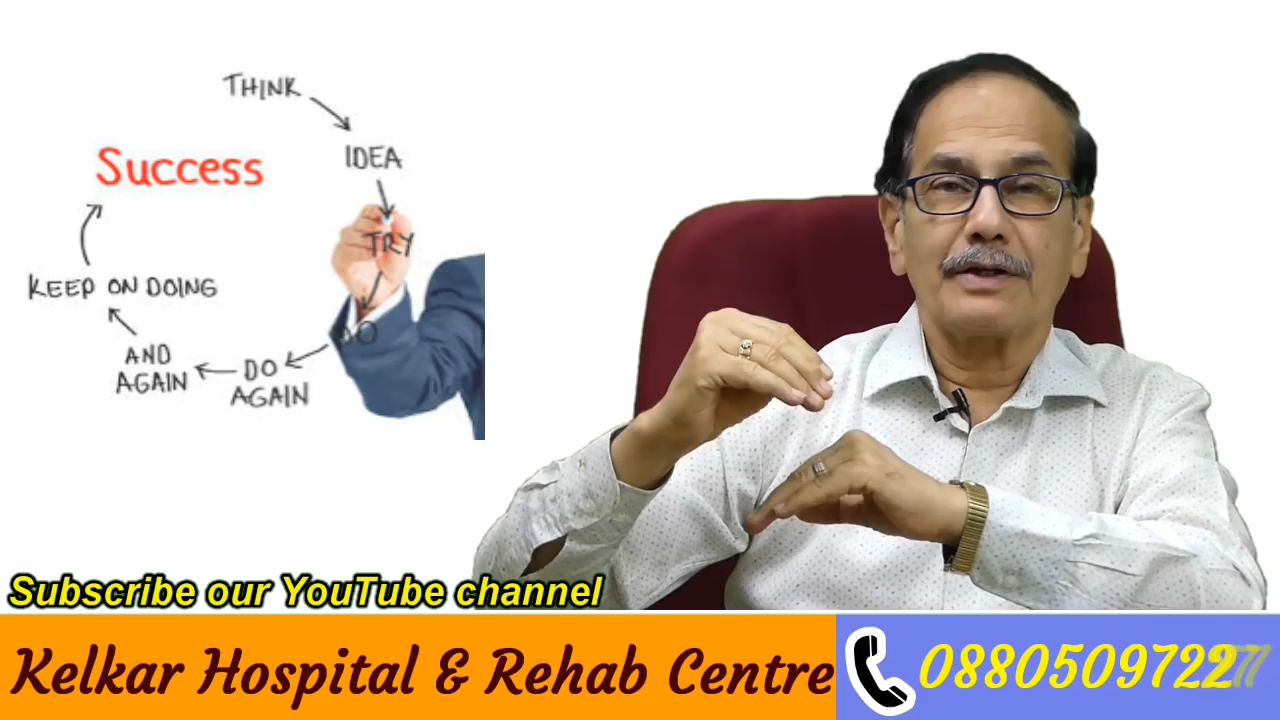 THINK
IDEA
Success
TRY
DO
KEEP ON DOING
AND
AGAIN
DO
AGAIN
Subscribe our YouTube channel
Kelkar Hospital & Rehab Centre